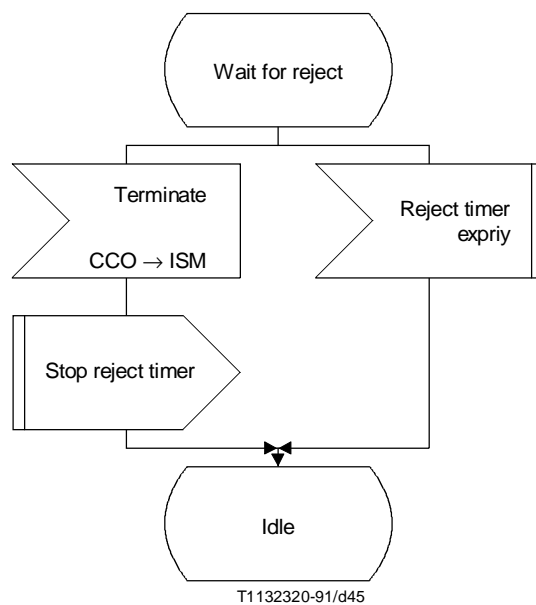 Wait for reject
Terminate
CCO → ISM
Reject timer
expriy
Stop reject timer
Idle
T1132320-91/d45